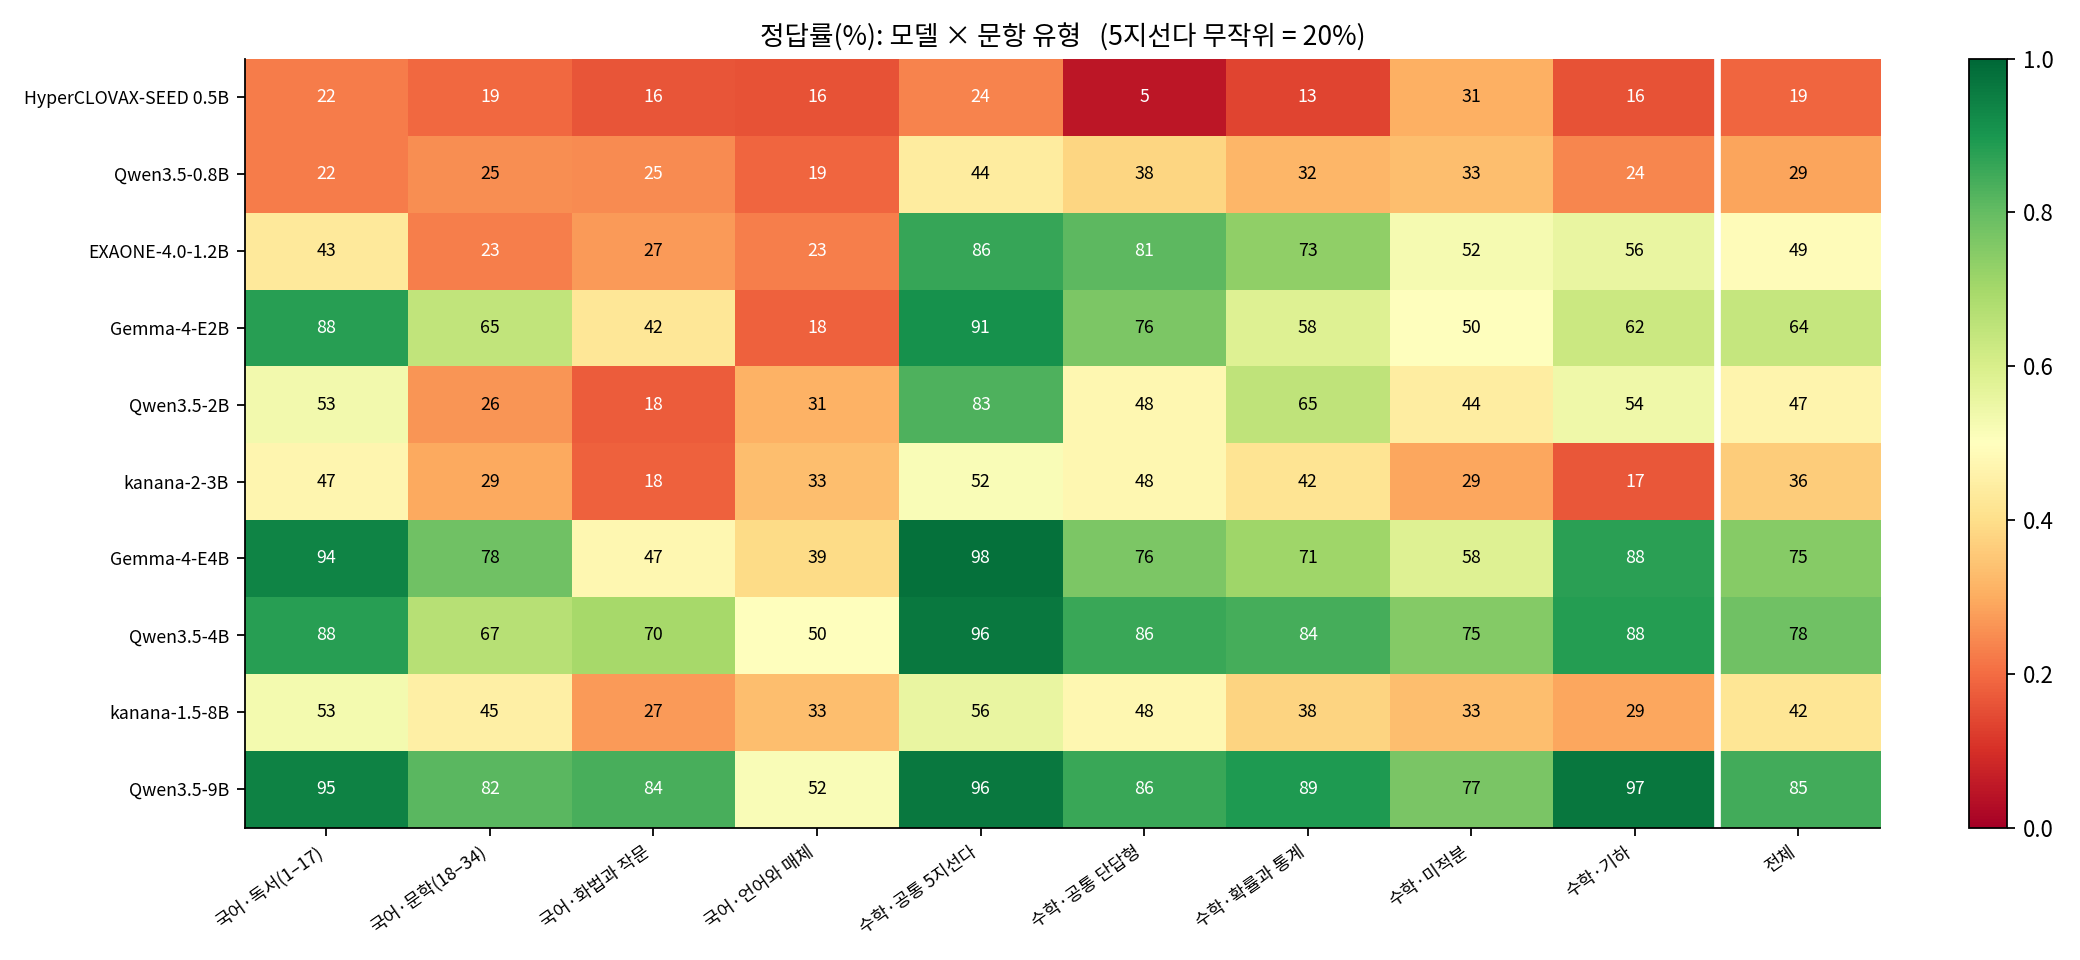 정답률(%): 모델 × 문항 유형 (5지선다 무작위 = 20%)
HyperCLOVAX-SEED 0.5B 22 19 16 16 24 5 13 31 16 19
Qwen3.5-0.8B 22 25 25 19 44 38 32 33 24 29
EXAONE-4.0-1.2B 43 23 27 23 86 81 73 52 56 49
Gemma-4-E2B 88 65 42 18 91 76 58 50 62 64
Qwen3.5-2B 53 26 18 31 83 48 65 44 54 47
kanana-2-3B 47 29 18 33 52 48 42 29 17 36
Gemma-4-E4B 94 78 47 39 98 76 71 58 88 75
Qwen3.5-4B 88 67 70 50 96 86 84 75 88 78
kanana-1.5-8B 53 45 27 33 56 48 38 33 29 42
Qwen3.5-9B 95 82 84 52 96 86 89 77 97 85
국어·독서(1–17)
국어·문학(18–34)
국어·화법과 작문
국어·언어와 매체
수학·공통 5지선다
수학·공통 단답형
수학·확률과 통계
수학·미적분
수학·기하
전체
1.0
0.8
0.6
0.4
0.2
0.0